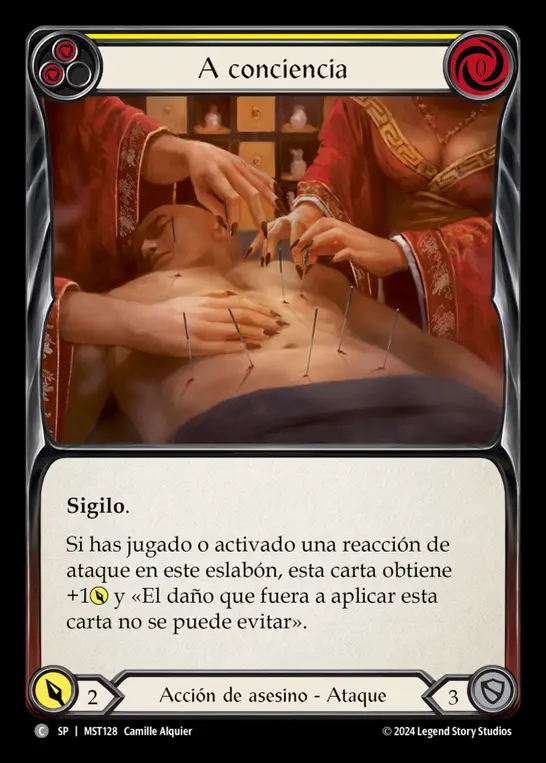 A conciencia
0
Sigilo.
Si has jugado o activado una reacción de
ataque en este eslabón, esta carta obtiene
+1 y «El daño que fuera a aplicar esta
carta no se puede evitar».
2
Acción de asesino - Ataque
3
C SP | MST128 Camille Alquier
© 2024 Legend Story Studios